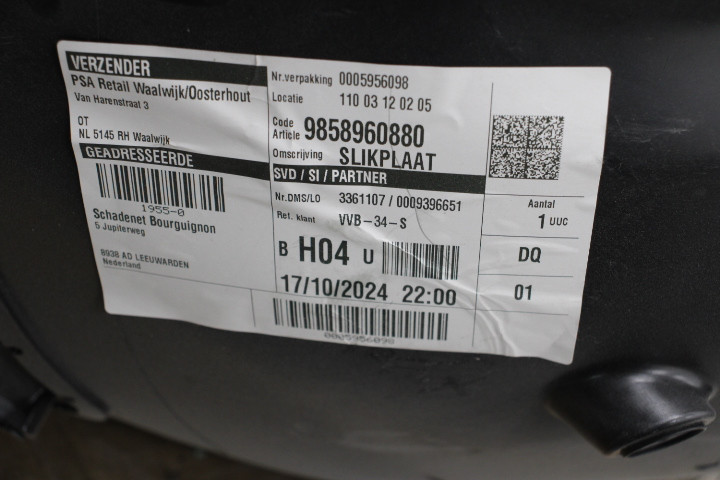 VERZENDER
PSA Retail Waalwijk/Oosterhout
Van Harenstraat 3
OT
NL 5145 RH Waalwijk
GEADRESSEERDE
1955-0
Schadenet Bourguignon
5 Jupiterweg
8938 AD LEEUWARDEN
Nederland
Nr.verpakking 0005956098
Locatie 110 03 12 02 05
Code Article 9858960880
Omscrijving SLIKPLAAT
SVD / SI / PARTNER
Nr.DMS/LO 3361107 / 0009396651
Ref. klant VVB-34-S
B H04 U
17/10/2024 22:00
0005956098
Aantal
1 UUC
DQ
01